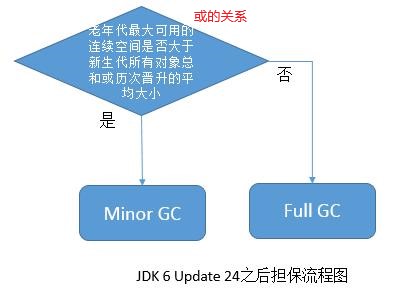 或的关系
老年代最大可用的
连续空间是否大于
新生代所有对象总
和或历次晋升的平
均大小
否
是
Minor GC
Full GC
JDK 6 Update 24之后担保流程图